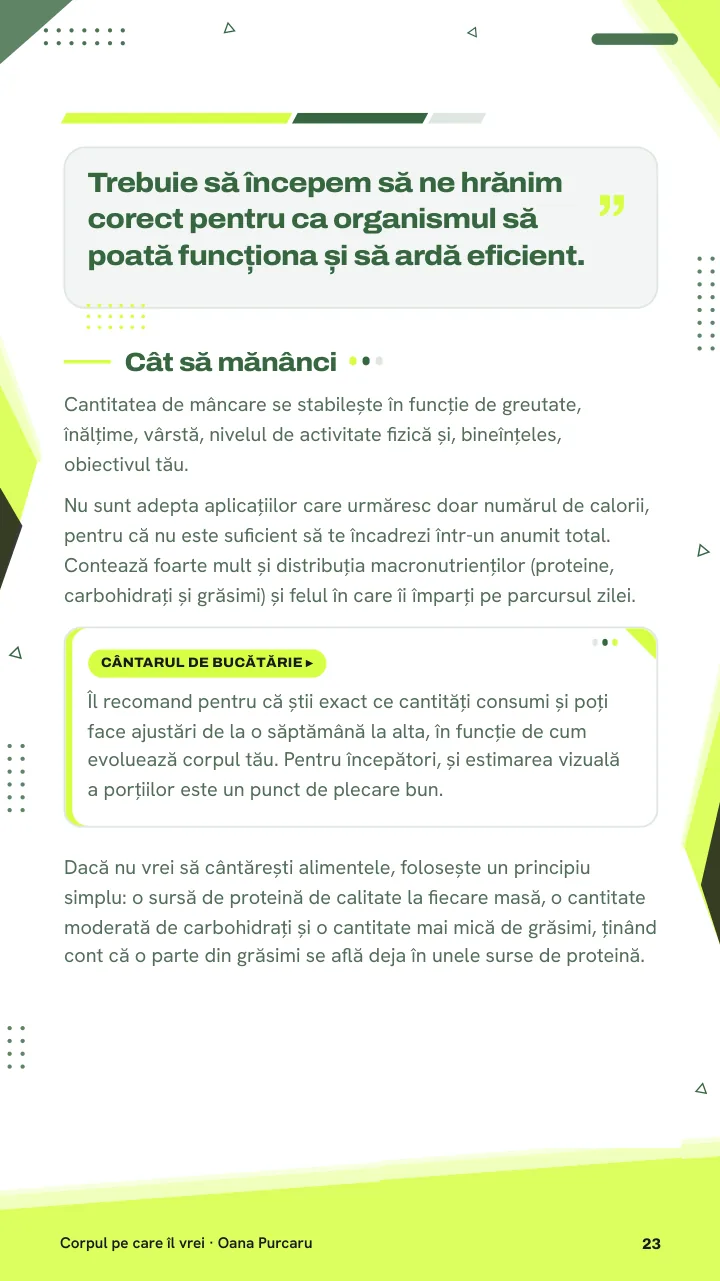 Trebuie să începem să ne hrănim
corect pentru ca organismul să
poată funcționa și să ardă eficient.
”
Cât să mănânci
Cantitatea de mâncare se stabilește în funcție de greutate,
înălțime, vârstă, nivelul de activitate fizică și, bineînțeles,
obiectivul tău.
Nu sunt adepta aplicațiilor care urmăresc doar numărul de calorii,
pentru că nu este suficient să te încadrezi într-un anumit total.
Contează foarte mult și distribuția macronutrienților (proteine,
carbohidrați și grăsimi) și felul în care îi împarți pe parcursul zilei.
CÂNTARUL DE BUCĂTĂRIE ▸
Îl recomand pentru că știi exact ce cantități consumi și poți
face ajustări de la o săptămână la alta, în funcție de cum
evoluează corpul tău. Pentru începători, și estimarea vizuală
a porțiilor este un punct de plecare bun.
Dacă nu vrei să cântărești alimentele, folosește un principiu
simplu: o sursă de proteină de calitate la fiecare masă, o cantitate
moderată de carbohidrați și o cantitate mai mică de grăsimi, ținând
cont că o parte din grăsimi se află deja în unele surse de proteină.
Corpul pe care îl vrei · Oana Purcaru
23